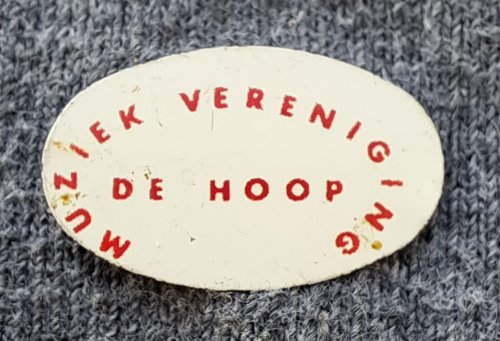 MUZIEK VERENIGING
DE HOOP